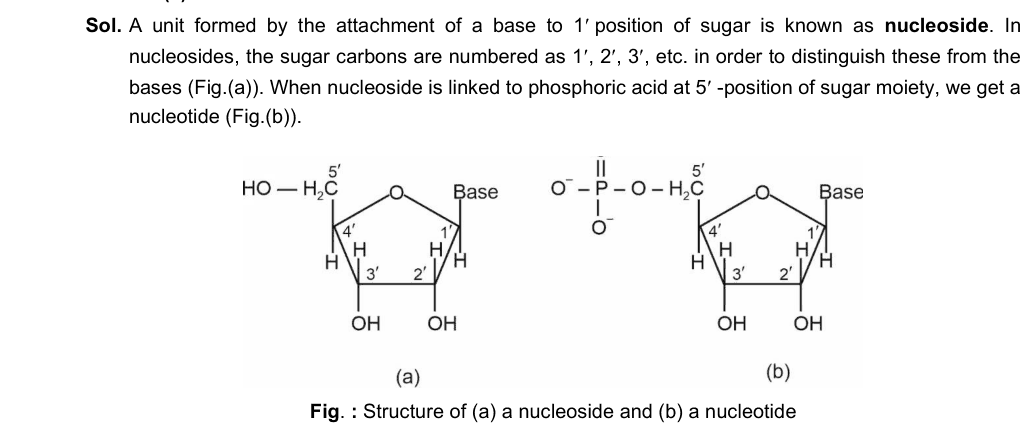 Sol. A unit formed by the attachment of a base to 1′ position of sugar is known as nucleoside. In
nucleosides, the sugar carbons are numbered as 1′, 2′, 3′, etc. in order to distinguish these from the
bases (Fig.(a)). When nucleoside is linked to phosphoric acid at 5′ -position of sugar moiety, we get a
nucleotide (Fig.(b)).
5′
HO — H₂C
O
Base
4′
1′
H
H
H
H
3′
2′
OH
OH
(a)
O⁻ – P – O – H₂C
5′
O⁻
O
Base
4′
1′
H
H
H
H
3′
2′
OH
OH
(b)
Fig. : Structure of (a) a nucleoside and (b) a nucleotide